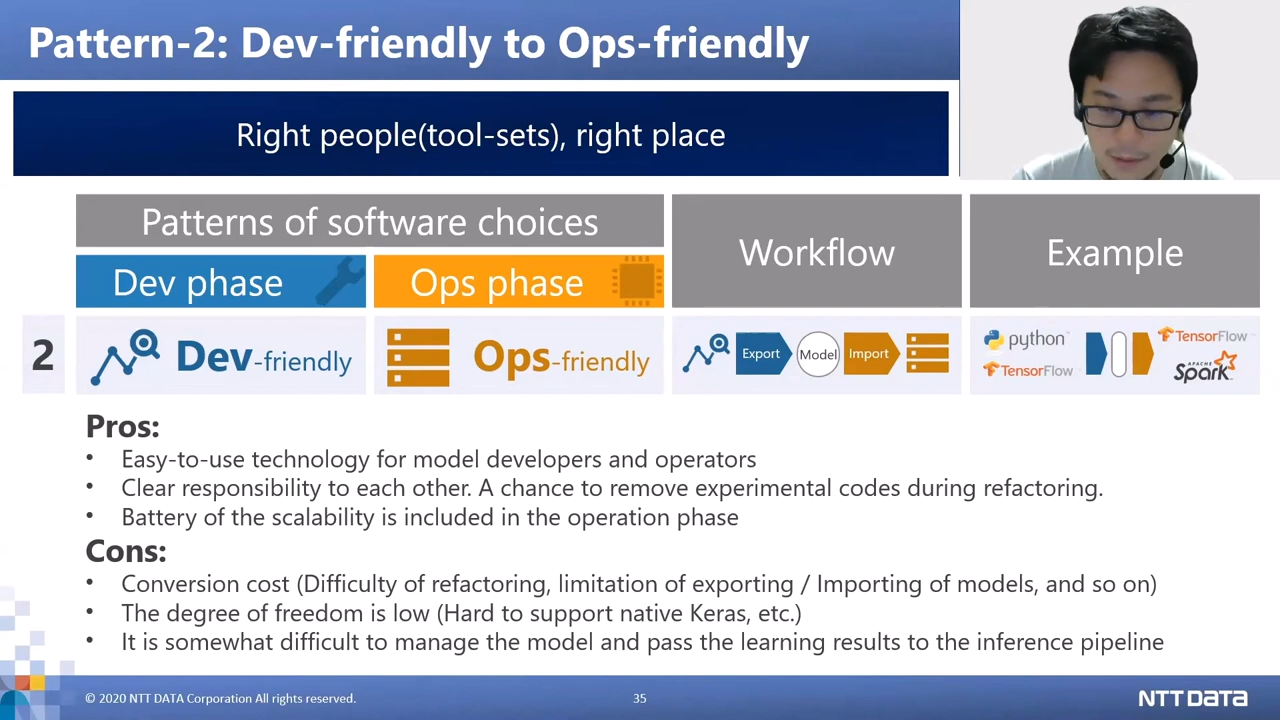 Pattern-2: Dev-friendly to Ops-friendly
Right people(tool-sets), right place
Patterns of software choices
Workflow
Example
Dev phase
Ops phase
2
Dev-friendly
Ops-friendly
Export
Model
Import
python
TensorFlow
TensorFlow
APACHE
Spark
Pros:
• Easy-to-use technology for model developers and operators
• Clear responsibility to each other. A chance to remove experimental codes during refactoring.
• Battery of the scalability is included in the operation phase
Cons:
• Conversion cost (Difficulty of refactoring, limitation of exporting / Importing of models, and so on)
• The degree of freedom is low (Hard to support native Keras, etc.)
• It is somewhat difficult to manage the model and pass the learning results to the inference pipeline
© 2020 NTT DATA Corporation All rights reserved.
35
NTT DATA